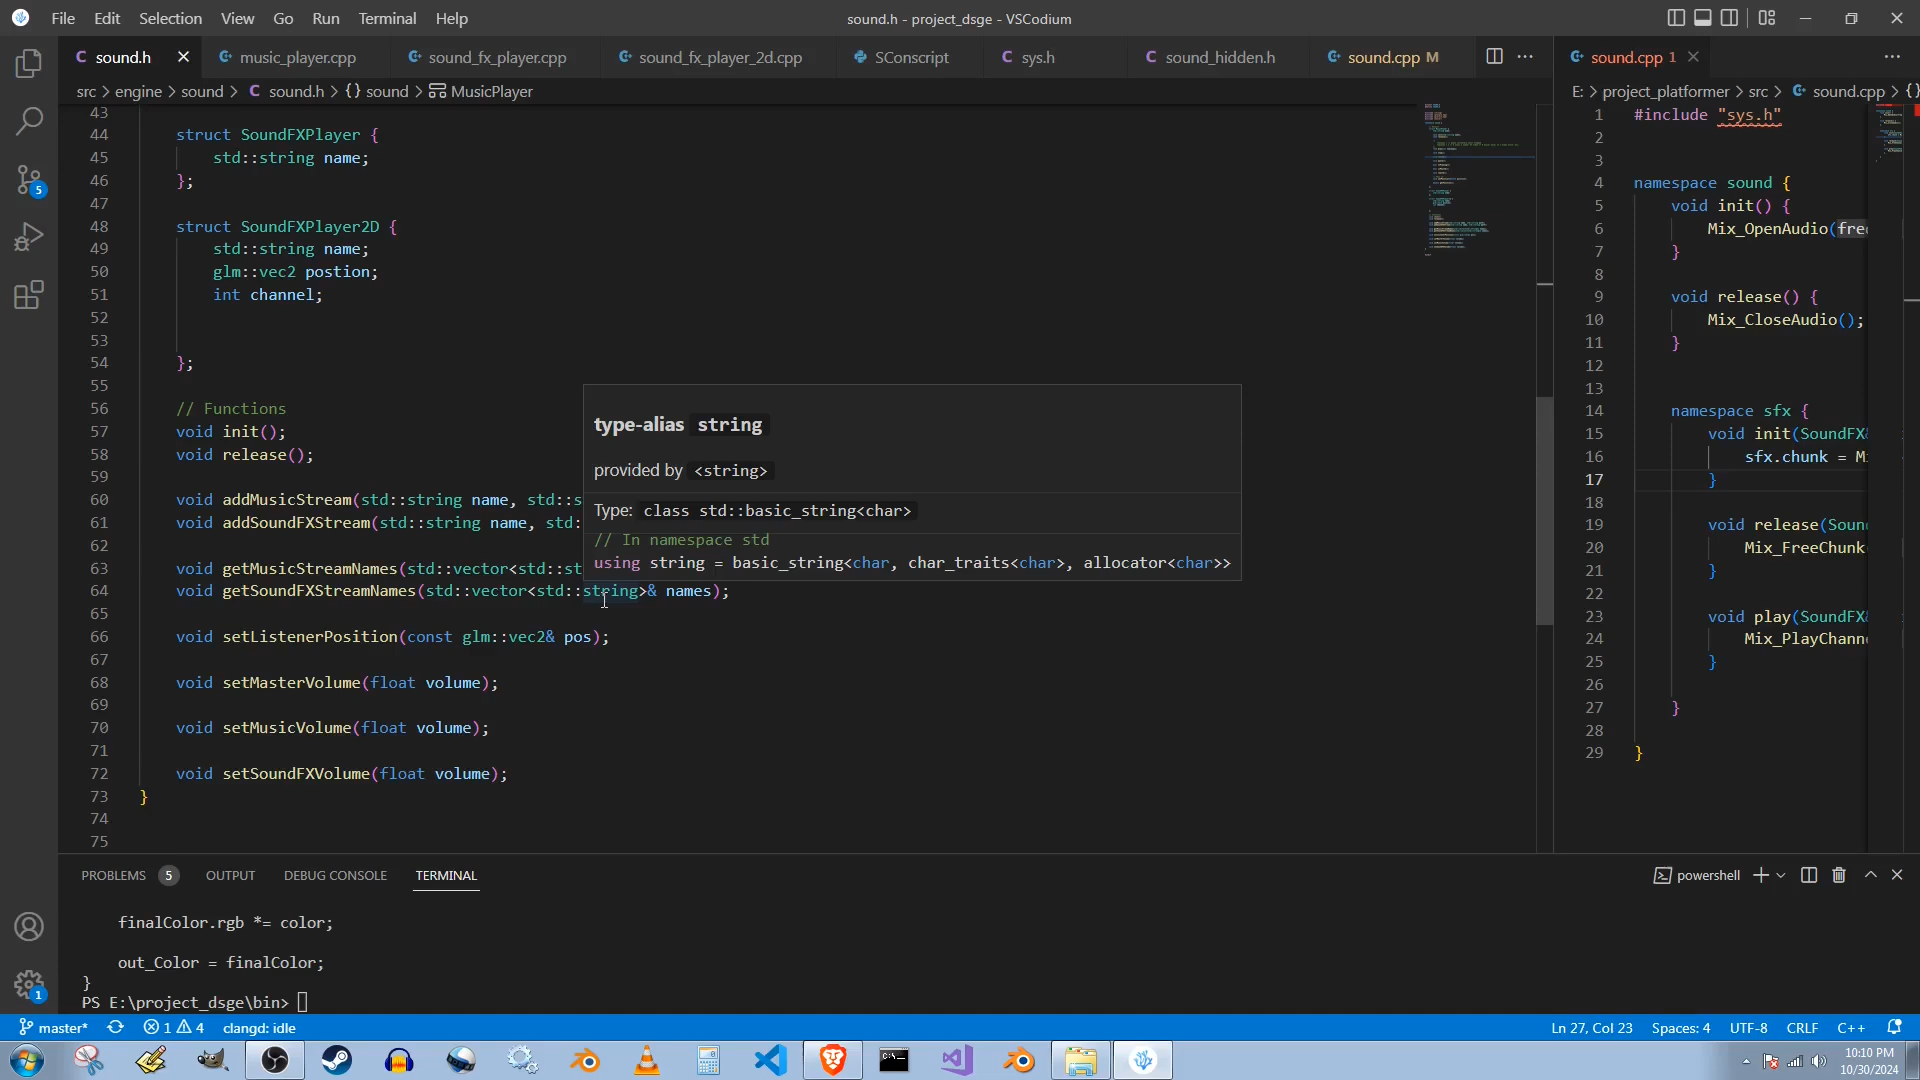 File Edit Selection View Go Run Terminal Help
sound.h - project_dsge - VSCodium
sound.h music_player.cpp sound_fx_player.cpp sound_fx_player_2d.cpp SConscript sys.h sound_hidden.h sound.cpp M
src > engine > sound > C sound.h > {} sound > MusicPlayer
43
44 struct SoundFXPlayer {
45 std::string name;
46 };
47
48 struct SoundFXPlayer2D {
49 std::string name;
50 glm::vec2 postion;
51 int channel;
52
53
54 };
55
56 // Functions
57 void init();
58 void release();
59
60 void addMusicStream(std::string name, std::s
61 void addSoundFXStream(std::string name, std:
62
63 void getMusicStreamNames(std::vector<std::st
64 void getSoundFXStreamNames(std::vector<std::string>& names);
65
66 void setListenerPosition(const glm::vec2& pos);
67
68 void setMasterVolume(float volume);
69
70 void setMusicVolume(float volume);
71
72 void setSoundFXVolume(float volume);
73 }
74
75
type-alias string
provided by <string>
Type: class std::basic_string<char>
// In namespace std
using string = basic_string<char, char_traits<char>, allocator<char>>
sound.cpp 1
E: > project_platformer > src > sound.cpp > {}
1 #include "sys.h"
2
3
4 namespace sound {
5 void init() {
6 Mix_OpenAudio(fred
7 }
8
9 void release() {
10 Mix_CloseAudio();
11 }
12
13
14 namespace sfx {
15 void init(SoundFX&
16 sfx.chunk = Mi
17 }
18
19 void release(Sound
20 Mix_FreeChunk(
21 }
22
23 void play(SoundFX&
24 Mix_PlayChanne
25 }
26
27 }
28
29 }
PROBLEMS 5 OUTPUT DEBUG CONSOLE TERMINAL
powershell
finalColor.rgb *= color;
out_Color = finalColor;
}
PS E:\project_dsge\bin>
5
1
master* 1 4 clangd: idle
Ln 27, Col 23 Spaces: 4 UTF-8 CRLF C++
10:10 PM
10/30/2024